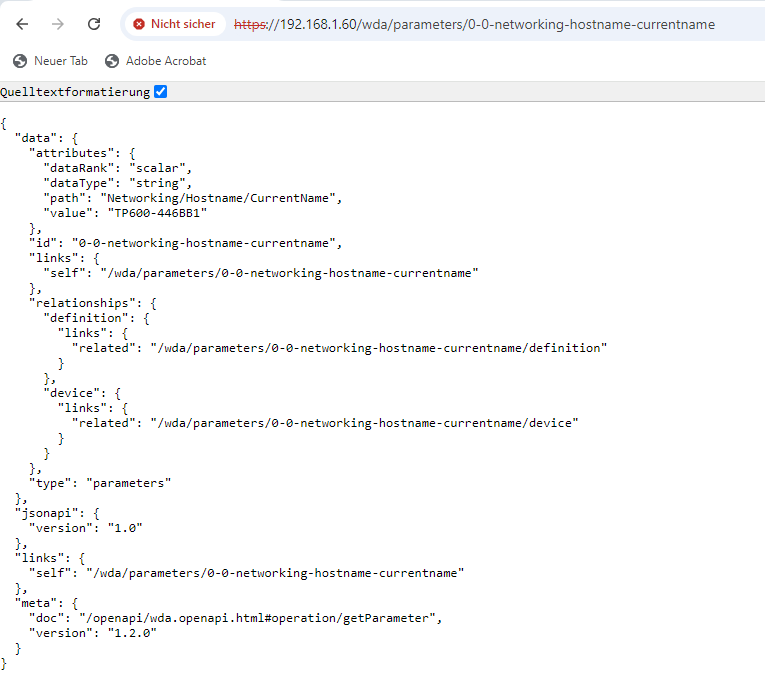 Nicht sicher https://192.168.1.60/wda/parameters/0-0-networking-hostname-currentname
Neuer Tab Adobe Acrobat
Quelltextformatierung
{
  "data": {
    "attributes": {
      "dataRank": "scalar",
      "dataType": "string",
      "path": "Networking/Hostname/CurrentName",
      "value": "TP600-446BB1"
    },
    "id": "0-0-networking-hostname-currentname",
    "links": {
      "self": "/wda/parameters/0-0-networking-hostname-currentname"
    },
    "relationships": {
      "definition": {
        "links": {
          "related": "/wda/parameters/0-0-networking-hostname-currentname/definition"
        }
      },
      "device": {
        "links": {
          "related": "/wda/parameters/0-0-networking-hostname-currentname/device"
        }
      }
    },
    "type": "parameters"
  },
  "jsonapi": {
    "version": "1.0"
  },
  "links": {
    "self": "/wda/parameters/0-0-networking-hostname-currentname"
  },
  "meta": {
    "doc": "/openapi/wda.openapi.html#operation/getParameter",
    "version": "1.2.0"
  }
}